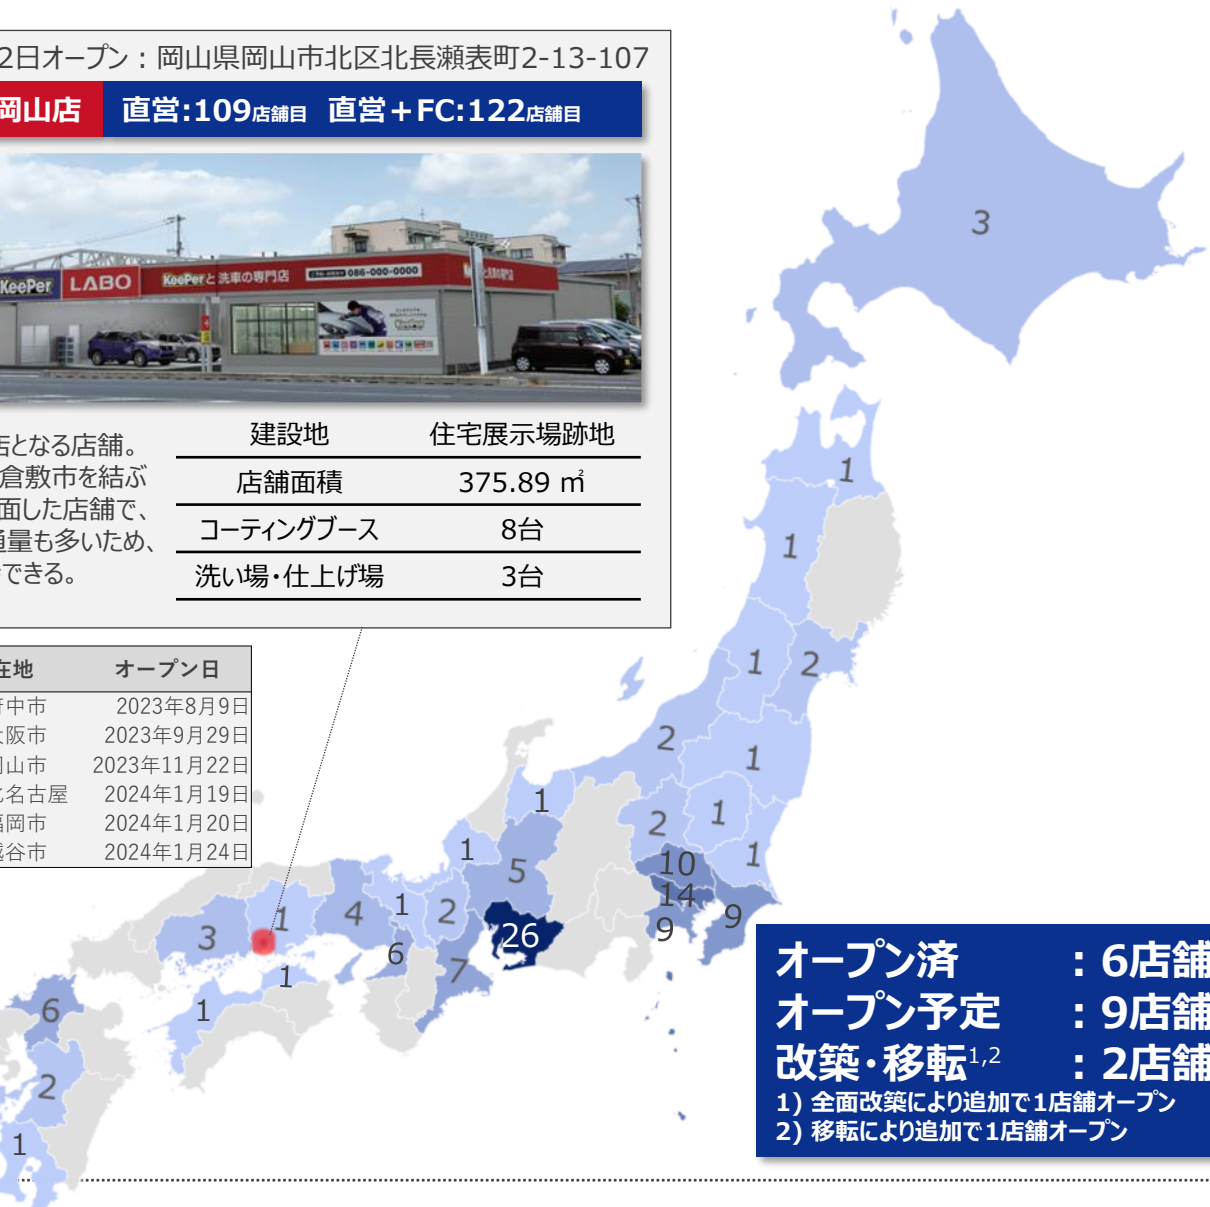 2日オープン：岡山県岡山市北区北長瀬表町2-13-107
岡山店 直営:109店舗目 直営＋FC:122店舗目
KeePer LABO KeePerと洗車の専門店 086-000-0000
店となる店舗。
倉敷市を結ぶ
面した店舗で、
通量も多いため、
できる。
建設地 住宅展示場跡地
店舗面積 375.89 ㎡
コーティングブース 8台
洗い場・仕上げ場 3台
在地 オープン日
府中市 2023年8月9日
大阪市 2023年9月29日
岡山市 2023年11月22日
北名古屋 2024年1月19日
福岡市 2024年1月20日
越谷市 2024年1月24日
3
1
1
1 2
2
1
1
2 1
1
10
1
5
14
1 4 1 2
9
3
26
9
6
7
1
6
1
2
1
オープン済 ：6店舗
オープン予定 ：9店舗
改築・移転1,2 ：2店舗
1) 全面改築により追加で1店舗オープン
2) 移転により追加で1店舗オープン